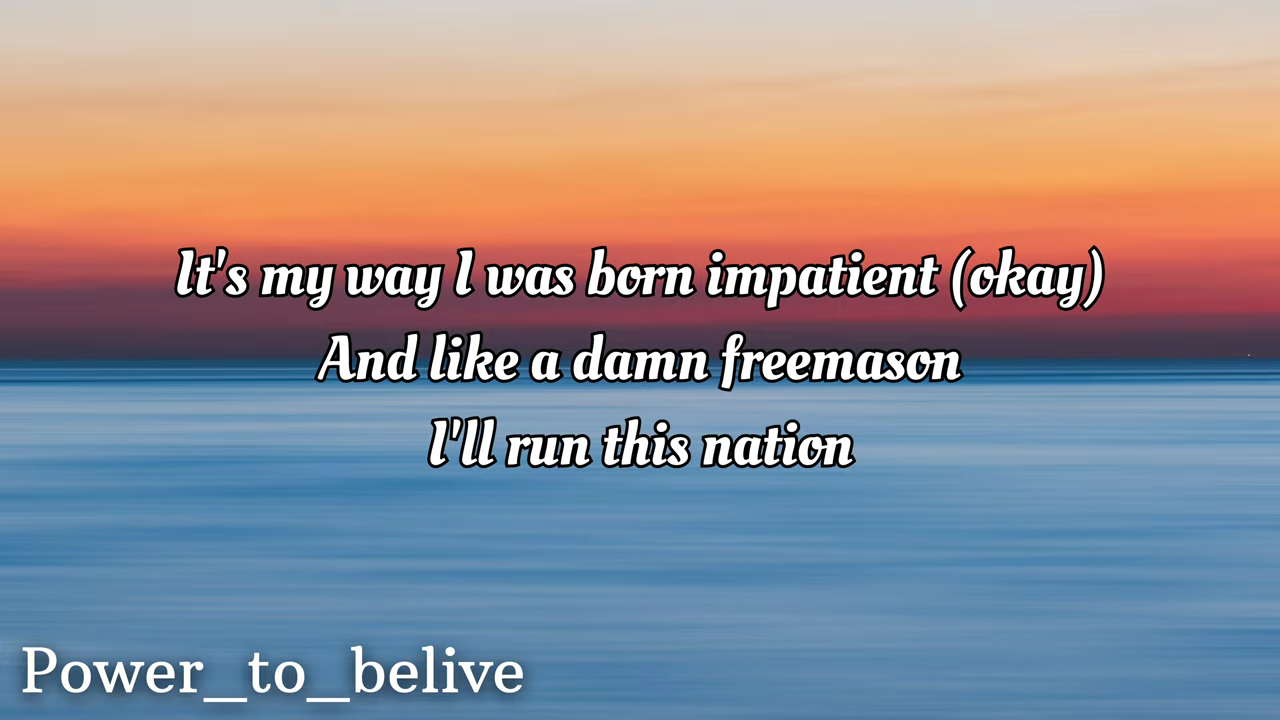 It's my way I was born impatient (okay)
And like a damn freemason
I'll run this nation
Power_to_belive